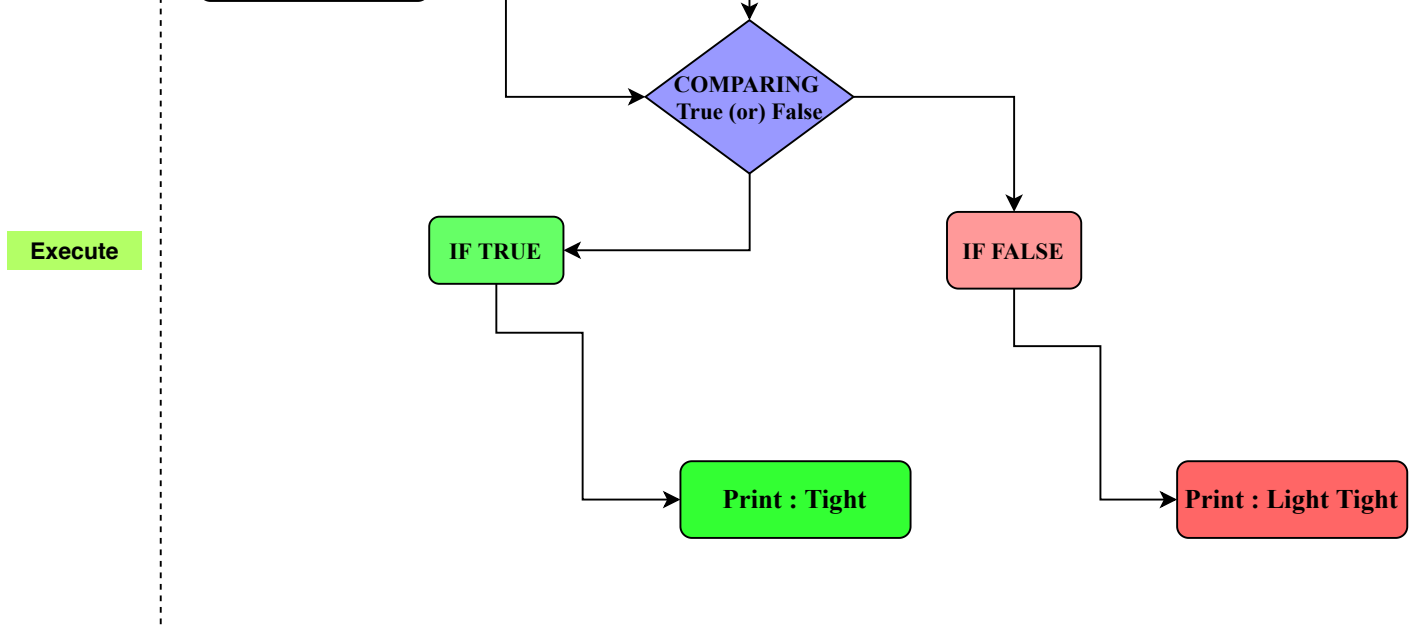 COMPARING
True (or) False
Execute
IF TRUE
IF FALSE
Print : Tight
Print : Light Tight